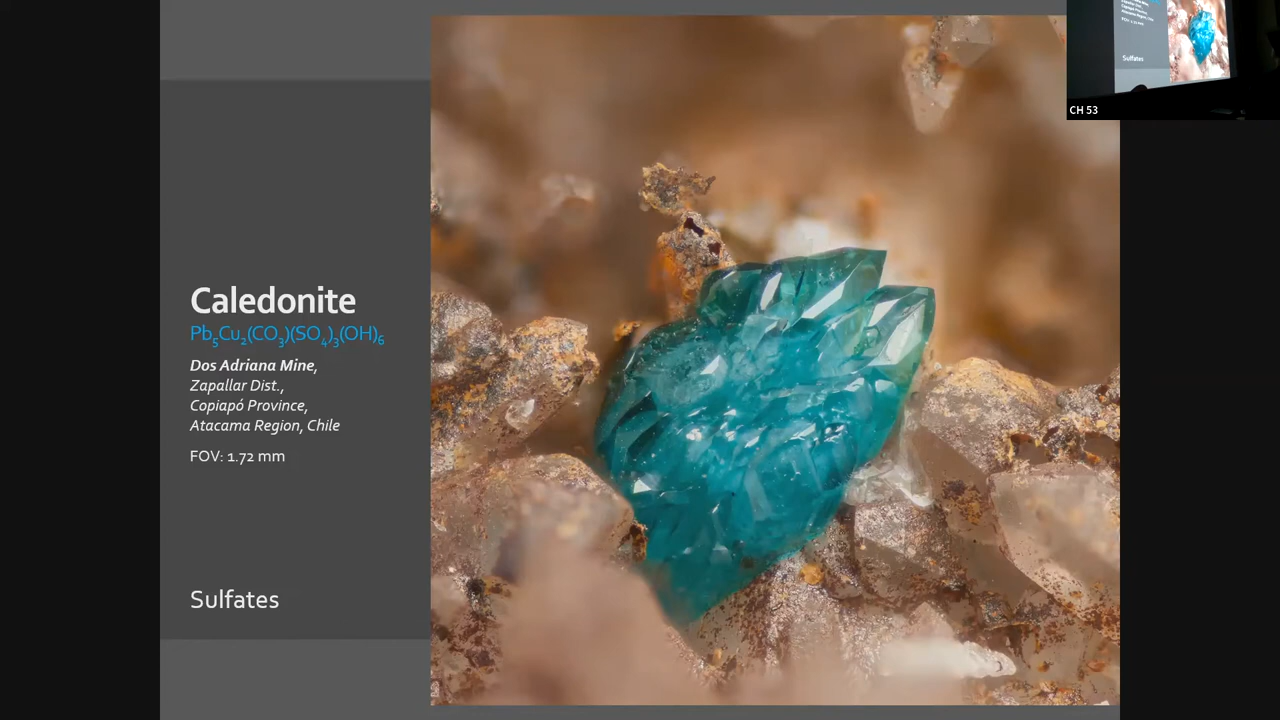 Caledonite
Pb₅Cu₂(CO₃)(SO₄)₃(OH)₆
Dos Adriana Mine,
Zapallar Dist.,
Copiapó Province,
Atacama Region, Chile
FOV: 1.72 mm
Sulfates
Sulfates
CH 53